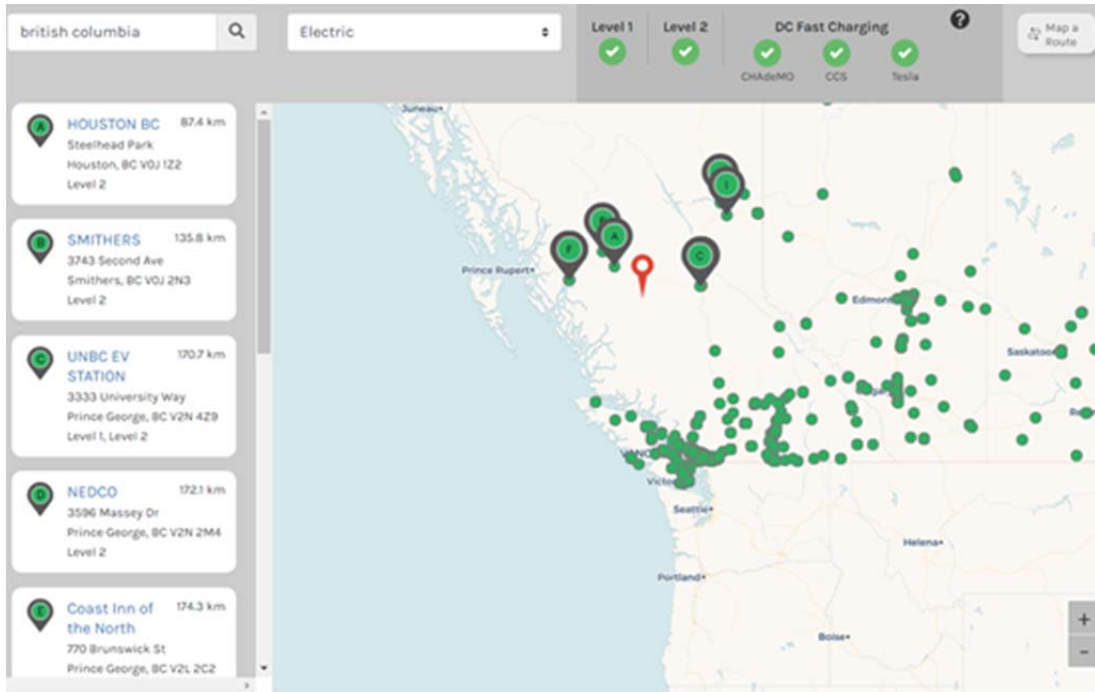 british columbia
Electric
Level 1
Level 2
DC Fast Charging
?
Map a
Route
CHAdeMO
CCS
Tesla
A
HOUSTON BC
87.4 km
Steelhead Park
Houston, BC V0J 1Z2
Level 2
B
SMITHERS
135.8 km
3743 Second Ave
Smithers, BC V0J 2N3
Level 2
C
UNBC EV
STATION
170.7 km
3333 University Way
Prince George, BC V2N 4Z9
Level 1, Level 2
D
NEDCO
172.1 km
3596 Massey Dr
Prince George, BC V2N 2M4
Level 2
E
Coast Inn of
the North
174.3 km
770 Brunswick St
Prince George, BC V2L 2C2
Juneau
I
A
F
C
Prince Rupert
Edmon
Saskatoo
VANC
Victo
Seattle
Helena
Portland
Boise
+
-